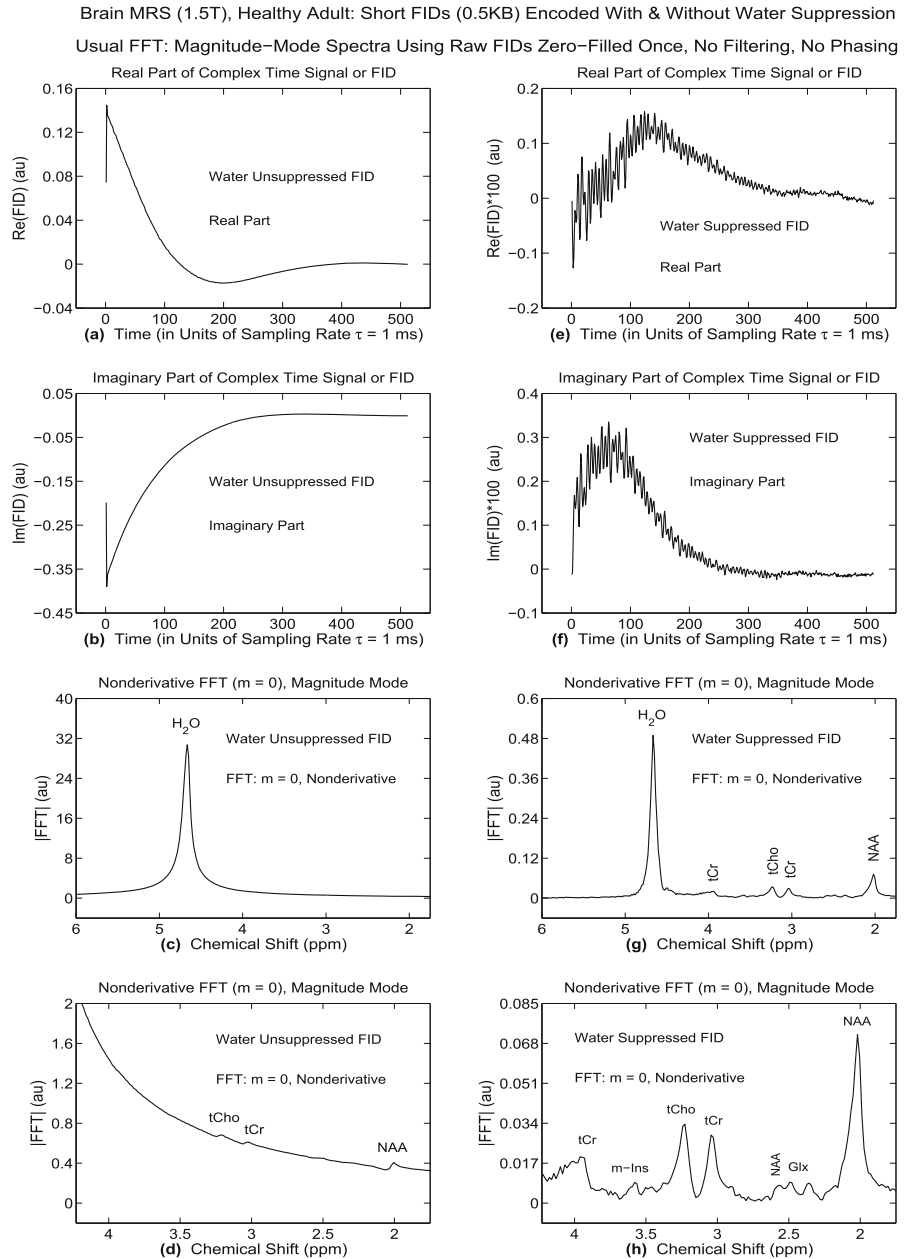 Brain MRS (1.5T), Healthy Adult: Short FIDs (0.5KB) Encoded With & Without Water Suppression
Usual FFT: Magnitude−Mode Spectra Using Raw FIDs Zero−Filled Once, No Filtering, No Phasing
Real Part of Complex Time Signal or FID
0.16
0.12
0.08
0.04
0
−0.04
Re(FID) (au)
Water Unsuppressed FID
Real Part
0 100 200 300 400 500
(a) Time (in Units of Sampling Rate τ = 1 ms)
Real Part of Complex Time Signal or FID
0.2
0.1
0
−0.1
−0.2
Re(FID)*100 (au)
Water Suppressed FID
Real Part
0 100 200 300 400 500
(e) Time (in Units of Sampling Rate τ = 1 ms)
Imaginary Part of Complex Time Signal or FID
0.05
−0.05
−0.15
−0.25
−0.35
−0.45
Im(FID) (au)
Water Unsuppressed FID
Imaginary Part
0 100 200 300 400 500
(b) Time (in Units of Sampling Rate τ = 1 ms)
Imaginary Part of Complex Time Signal or FID
0.4
0.3
0.2
0.1
0
−0.1
Im(FID)*100 (au)
Water Suppressed FID
Imaginary Part
0 100 200 300 400 500
(f) Time (in Units of Sampling Rate τ = 1 ms)
Nonderivative FFT (m = 0), Magnitude Mode
40
32
24
16
8
0
|FFT| (au)
H2O
Water Unsuppressed FID
FFT: m = 0, Nonderivative
6 5 4 3 2
(c) Chemical Shift (ppm)
Nonderivative FFT (m = 0), Magnitude Mode
0.6
0.48
0.36
0.24
0.12
0
|FFT| (au)
H2O
Water Suppressed FID
FFT: m = 0, Nonderivative
tCr
tCho
tCr
NAA
6 5 4 3 2
(g) Chemical Shift (ppm)
Nonderivative FFT (m = 0), Magnitude Mode
2
1.6
1.2
0.8
0.4
0
|FFT| (au)
Water Unsuppressed FID
FFT: m = 0, Nonderivative
tCho
tCr
NAA
4 3.5 3 2.5 2
(d) Chemical Shift (ppm)
Nonderivative FFT (m = 0), Magnitude Mode
0.085
0.068
0.051
0.034
0.017
0
|FFT| (au)
Water Suppressed FID
FFT: m = 0, Nonderivative
NAA
tCho
tCr
tCr
m−Ins
NAA
Glx
4 3.5 3 2.5 2
(h) Chemical Shift (ppm)